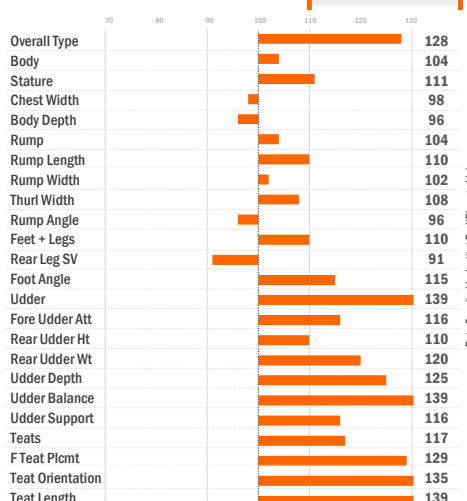 70 80 90 100 110 120 130
Overall Type 128
Body 104
Stature 111
Chest Width 98
Body Depth 96
Rump 104
Rump Length 110
Rump Width 102
Thurl Width 108
Rump Angle 96
Feet + Legs 110
Rear Leg SV 91
Foot Angle 115
Udder 139
Fore Udder Att 116
Rear Udder Ht 110
Rear Udder Wt 120
Udder Depth 125
Udder Balance 139
Udder Support 116
Teats 117
F Teat Plcmt 129
Teat Orientation 135
Teat Length 139